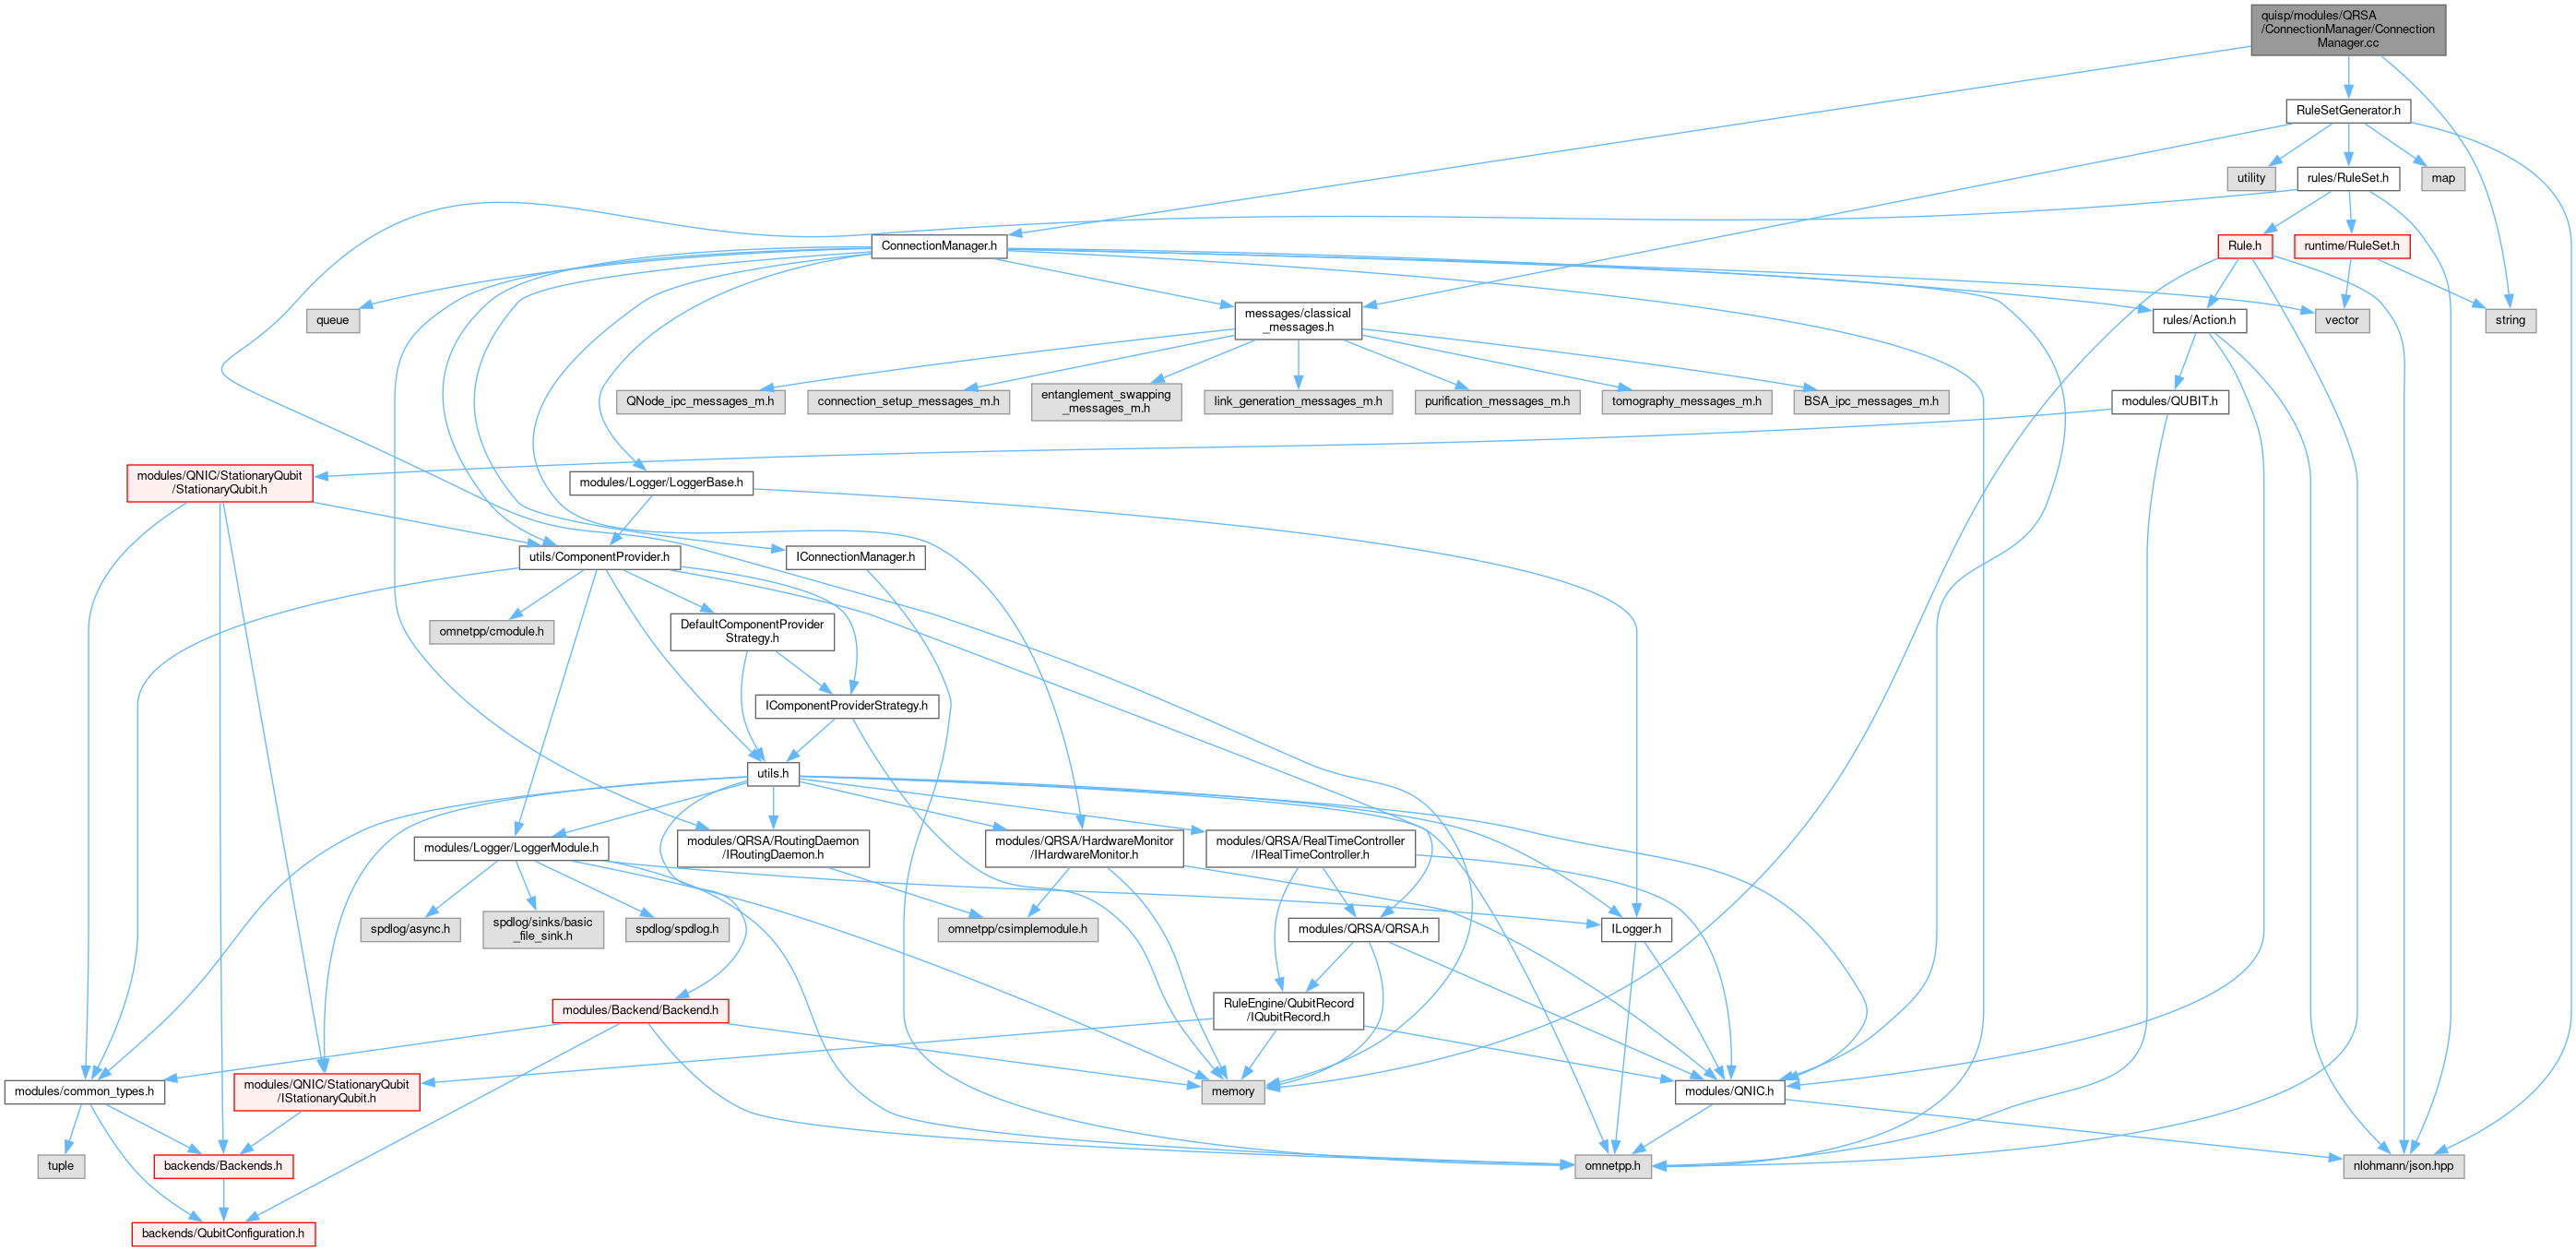 quisp/modules/QRSA
/ConnectionManager/Connection
Manager.cc
RuleSetGenerator.h
utility
rules/RuleSet.h
map
ConnectionManager.h
Rule.h
runtime/RuleSet.h
queue
messages/classical
_messages.h
rules/Action.h
vector
string
QNode_ipc_messages_m.h
connection_setup_messages_m.h
entanglement_swapping
_messages_m.h
link_generation_messages_m.h
purification_messages_m.h
tomography_messages_m.h
BSA_ipc_messages_m.h
modules/QUBIT.h
modules/QNIC/StationaryQubit
/StationaryQubit.h
modules/Logger/LoggerBase.h
utils/ComponentProvider.h
IConnectionManager.h
omnetpp/cmodule.h
DefaultComponentProvider
Strategy.h
IComponentProviderStrategy.h
utils.h
modules/Logger/LoggerModule.h
modules/QRSA/RoutingDaemon
/IRoutingDaemon.h
modules/QRSA/HardwareMonitor
/IHardwareMonitor.h
modules/QRSA/RealTimeController
/IRealTimeController.h
spdlog/async.h
spdlog/sinks/basic
_file_sink.h
spdlog/spdlog.h
omnetpp/csimplemodule.h
modules/QRSA/QRSA.h
ILogger.h
modules/Backend/Backend.h
RuleEngine/QubitRecord
/IQubitRecord.h
modules/common_types.h
modules/QNIC/StationaryQubit
/IStationaryQubit.h
memory
modules/QNIC.h
tuple
backends/Backends.h
omnetpp.h
nlohmann/json.hpp
backends/QubitConfiguration.h